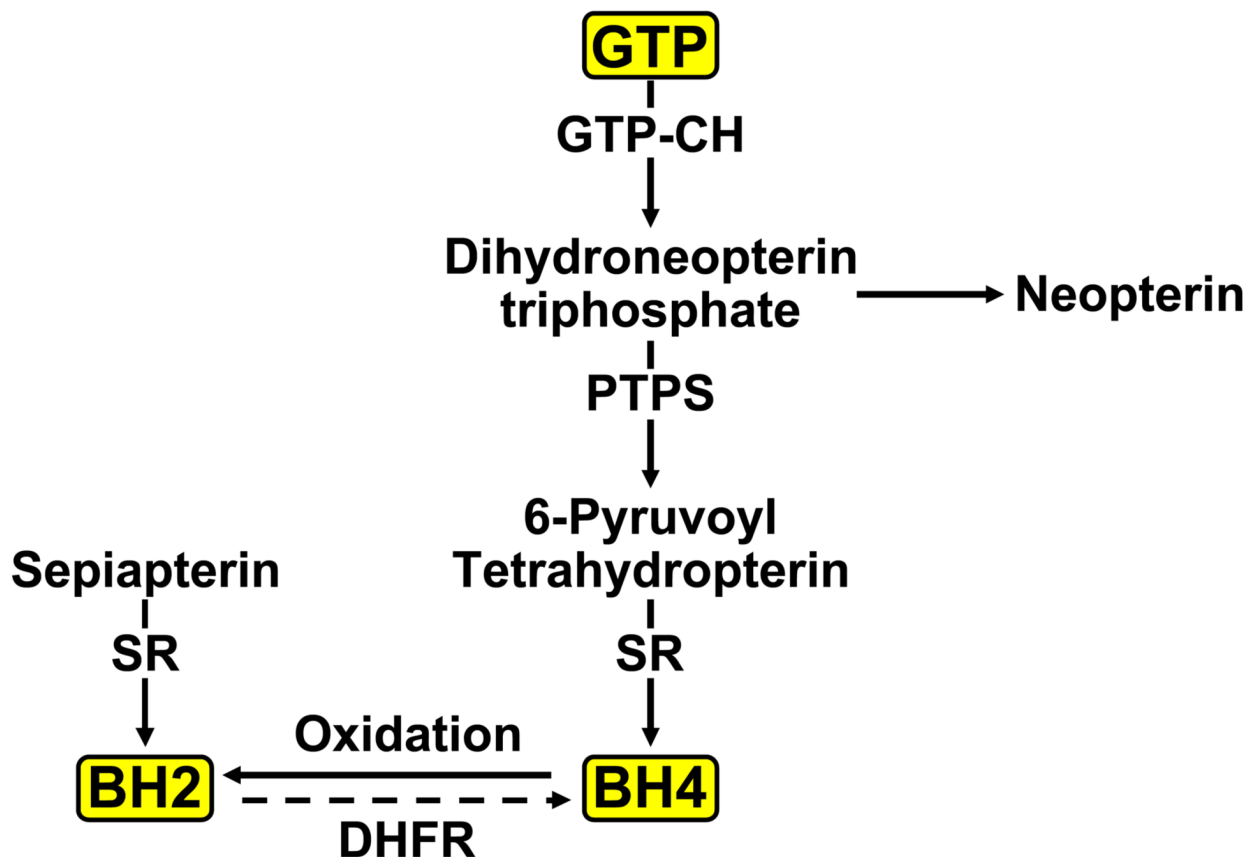 GTP
GTP-CH
Dihydroneopterin
triphosphate
Neopterin
PTPS
6-Pyruvoyl
Tetrahydropterin
Sepiapterin
SR
SR
Oxidation
BH2
BH4
DHFR